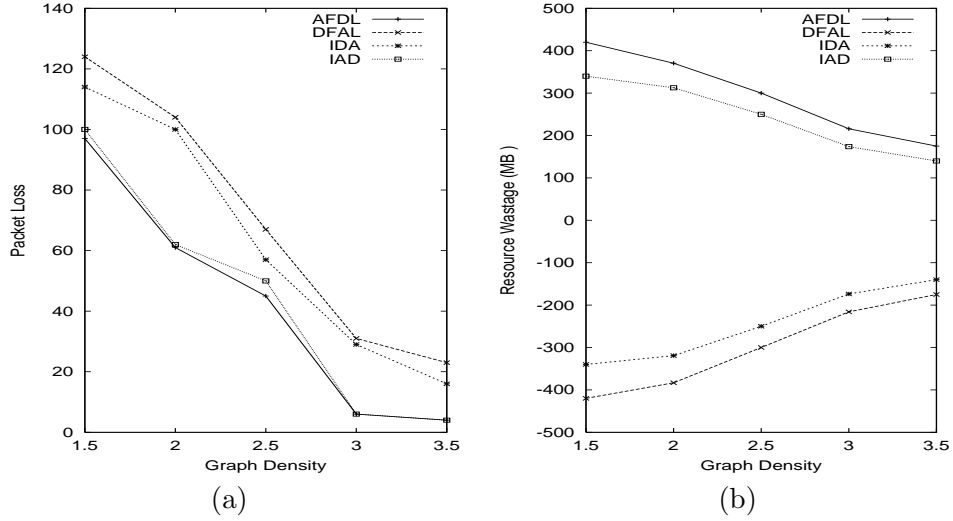 140
120
100
80
60
40
20
0
1.5 2 2.5 3 3.5
Packet Loss
Graph Density
AFDL
DFAL
IDA
IAD
(a)
500
400
300
200
100
0
-100
-200
-300
-400
-500
1.5 2 2.5 3 3.5
Resource Wastage (MB )
Graph Density
AFDL
DFAL
IDA
IAD
(b)